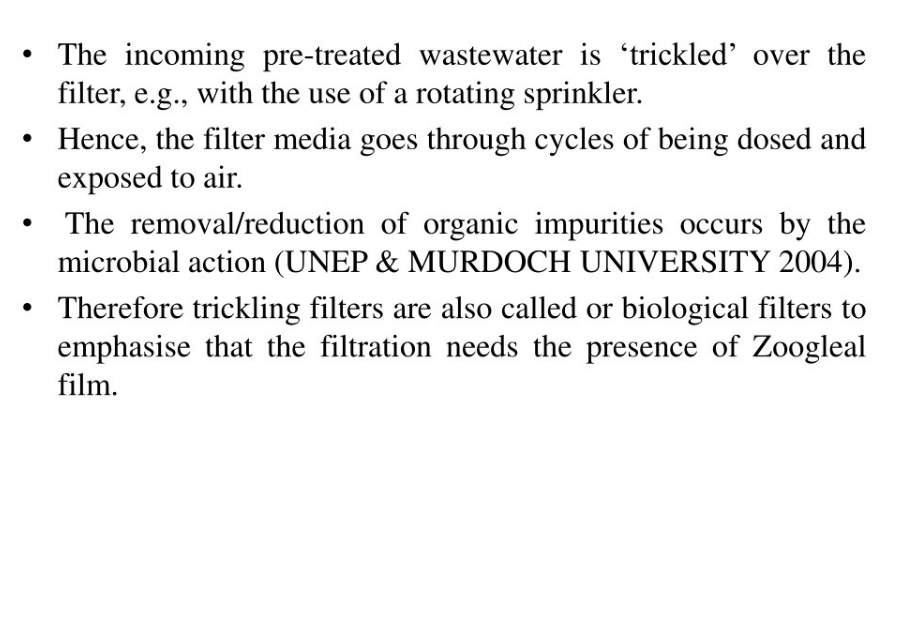 • The incoming pre-treated wastewater is ‘trickled’ over the
filter, e.g., with the use of a rotating sprinkler.
• Hence, the filter media goes through cycles of being dosed and
exposed to air.
• The removal/reduction of organic impurities occurs by the
microbial action (UNEP & MURDOCH UNIVERSITY 2004).
• Therefore trickling filters are also called or biological filters to
emphasise that the filtration needs the presence of Zoogleal
film.